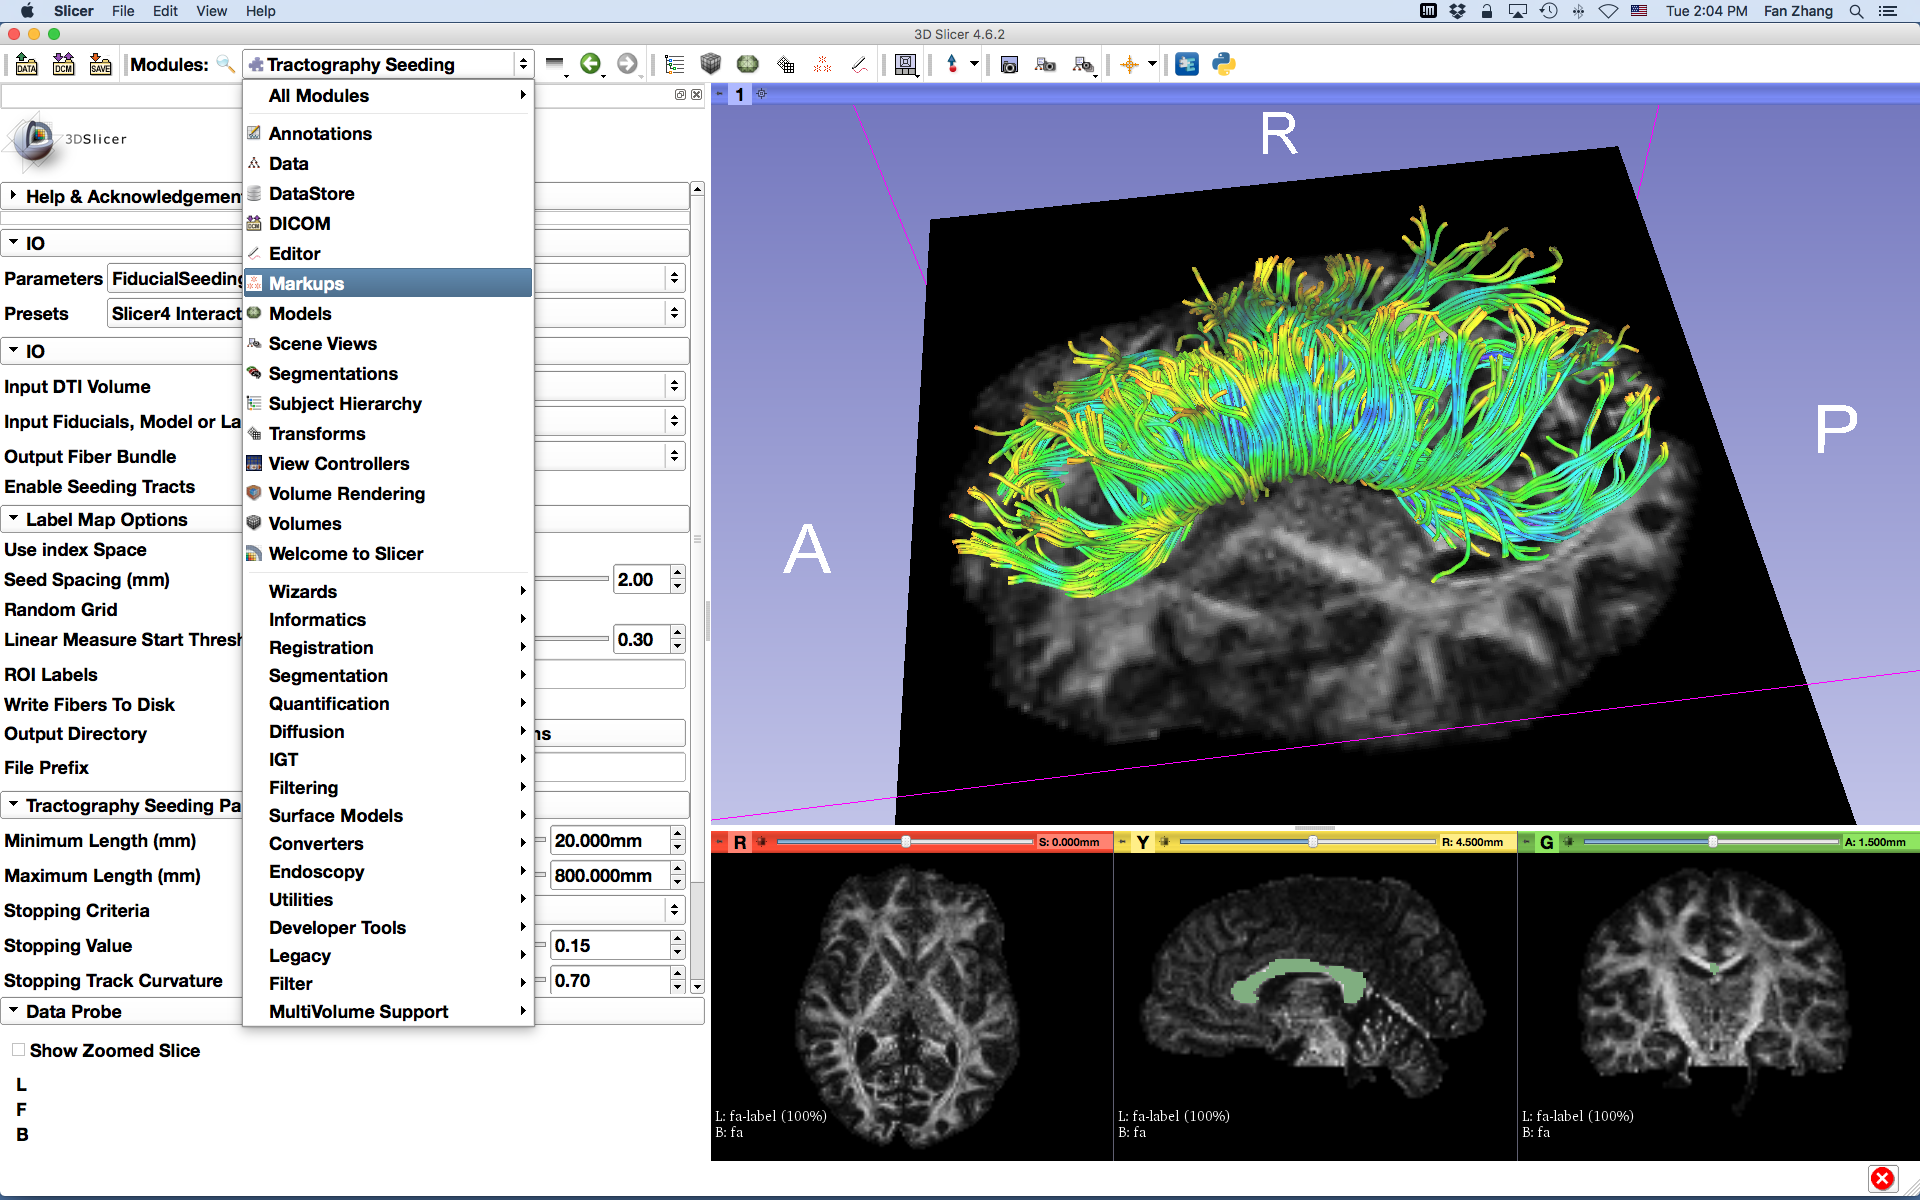 Slicer File Edit View Help Tue 2:04 PM Fan Zhang
3D Slicer 4.6.2
DATA DCM SAVE Modules: Tractography Seeding
All Modules
Annotations
Data
DataStore
DICOM
Editor
Markups
Models
Scene Views
Segmentations
Subject Hierarchy
Transforms
View Controllers
Volume Rendering
Volumes
Welcome to Slicer
Wizards
Informatics
Registration
Segmentation
Quantification
Diffusion
IGT
Filtering
Surface Models
Converters
Endoscopy
Utilities
Developer Tools
Legacy
Filter
MultiVolume Support
3DSlicer
Help & Acknowledgemen
IO
Parameters FiducialSeeding
Presets Slicer4 Interact
IO
Input DTI Volume
Input Fiducials, Model or La
Output Fiber Bundle
Enable Seeding Tracts
Label Map Options
Use index Space
Seed Spacing (mm) 2.00
Random Grid
Linear Measure Start Thresh 0.30
ROI Labels
Write Fibers To Disk
Output Directory ns
File Prefix
Tractography Seeding Pa
Minimum Length (mm) 20.000mm
Maximum Length (mm) 800.000mm
Stopping Criteria
Stopping Value 0.15
Stopping Track Curvature 0.70
Data Probe
Show Zoomed Slice
L
F
B
1
R
A
P
R S: 0.000mm
Y R: 4.500mm
G A: 1.500mm
L: fa-label (100%)
B: fa
L: fa-label (100%)
B: fa
L: fa-label (100%)
B: fa